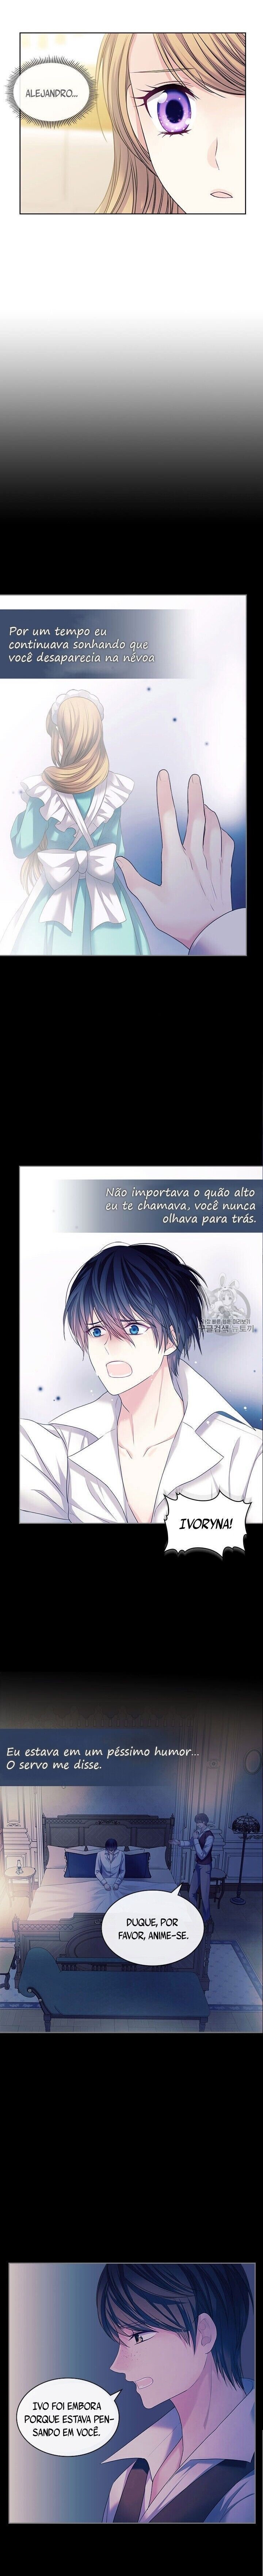 ALEJANDRO...
Por um tempo eu
continuava sonhando que
você desaparecia na névoa
Não importava o quão alto
eu te chamava, você nunca
olhava para trás.
IVORYNA!
Eu estava em um péssimo humor...
O servo me disse.
DUQUE, POR
FAVOR, ANIME-SE.
IVO FOI EMBORA
PORQUE ESTAVA PEN-
SANDO EM VOCÊ.